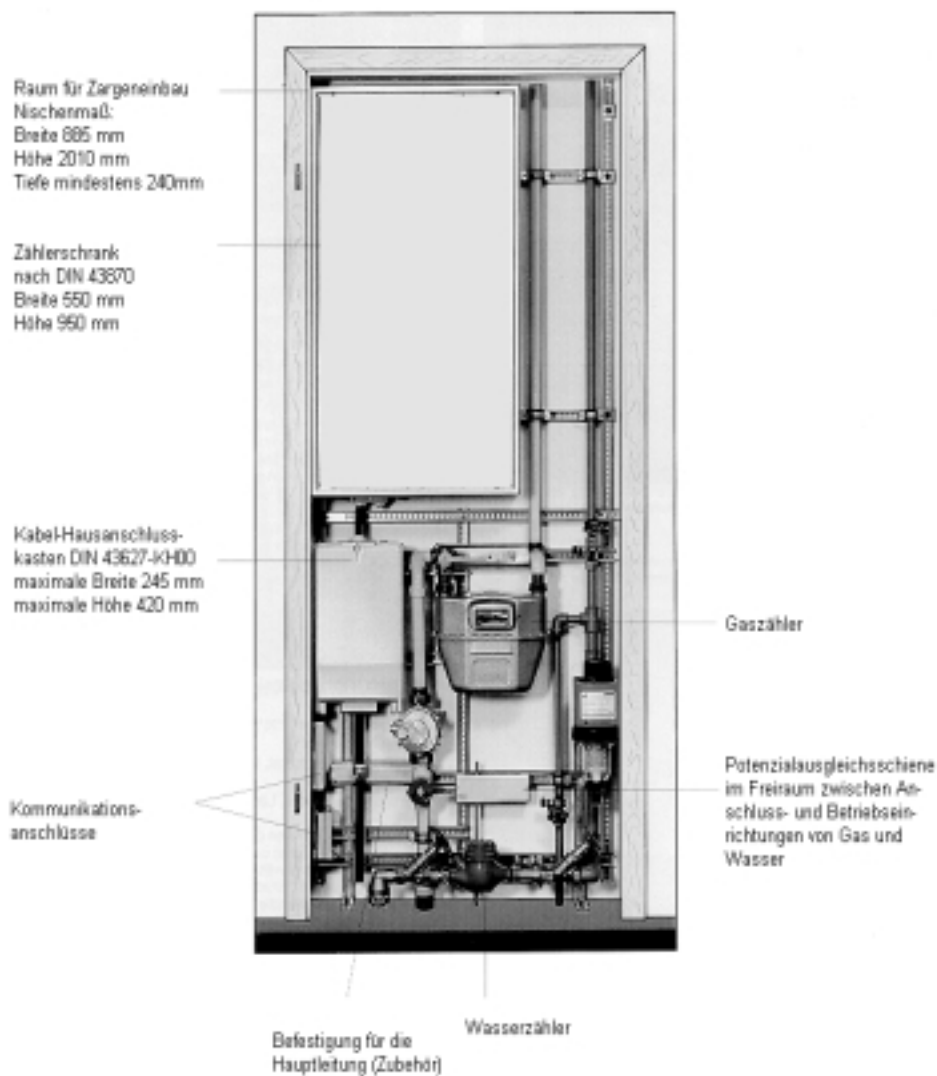 Raum für Zargeneinbau
Nischenmaß:
Breite 885 mm
Höhe 2010 mm
Tiefe mindestens 240mm
Zählerschrank
nach DIN 43870
Breite 550 mm
Höhe 950 mm
Kabel-Hausanschluss-
kasten DIN 43627-KH00
maximale Breite 245 mm
maximale Höhe 420 mm
Gaszähler
Potenzialausgleichsschiene
im Freiraum zwischen An-
schluss- und Betriebsein-
richtungen von Gas und
Wasser
Kommunikations-
anschlüsse
Wasserzähler
Befestigung für die
Hauptleitung (Zubehör)